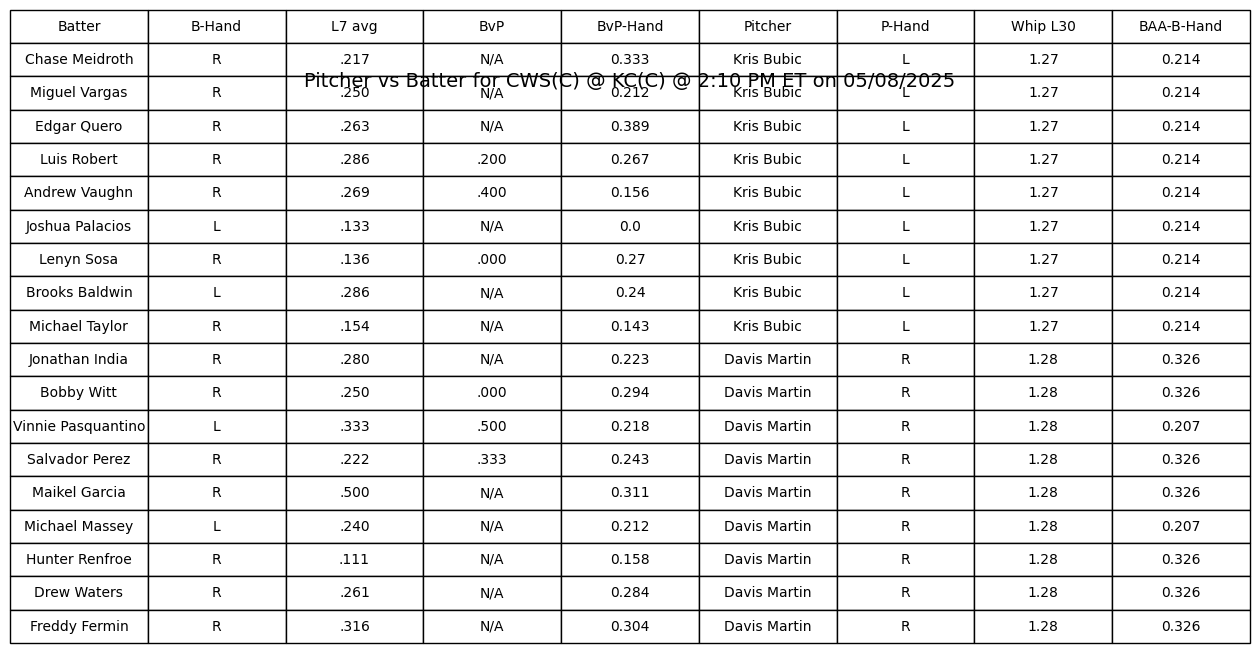 Batter B-Hand L7 avg BvP BvP-Hand Pitcher P-Hand Whip L30 BAA-B-Hand
Chase Meidroth R .217 N/A 0.333 Kris Bubic L 1.27 0.214
Pitcher vs Batter for CWS(C) @ KC(C) @ 2:10 PM ET on 05/08/2025
Miguel Vargas R .250 N/A 0.212 Kris Bubic L 1.27 0.214
Edgar Quero R .263 N/A 0.389 Kris Bubic L 1.27 0.214
Luis Robert R .286 .200 0.267 Kris Bubic L 1.27 0.214
Andrew Vaughn R .269 .400 0.156 Kris Bubic L 1.27 0.214
Joshua Palacios L .133 N/A 0.0 Kris Bubic L 1.27 0.214
Lenyn Sosa R .136 .000 0.27 Kris Bubic L 1.27 0.214
Brooks Baldwin L .286 N/A 0.24 Kris Bubic L 1.27 0.214
Michael Taylor R .154 N/A 0.143 Kris Bubic L 1.27 0.214
Jonathan India R .280 N/A 0.223 Davis Martin R 1.28 0.326
Bobby Witt R .250 .000 0.294 Davis Martin R 1.28 0.326
Vinnie Pasquantino L .333 .500 0.218 Davis Martin R 1.28 0.207
Salvador Perez R .222 .333 0.243 Davis Martin R 1.28 0.326
Maikel Garcia R .500 N/A 0.311 Davis Martin R 1.28 0.326
Michael Massey L .240 N/A 0.212 Davis Martin R 1.28 0.207
Hunter Renfroe R .111 N/A 0.158 Davis Martin R 1.28 0.326
Drew Waters R .261 N/A 0.284 Davis Martin R 1.28 0.326
Freddy Fermin R .316 N/A 0.304 Davis Martin R 1.28 0.326